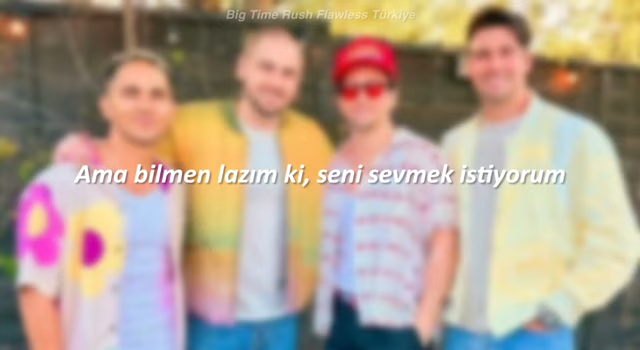 Big Time Rush Flawless Türkiye
Ama bilmen lazım ki, seni sevmek istiyorum